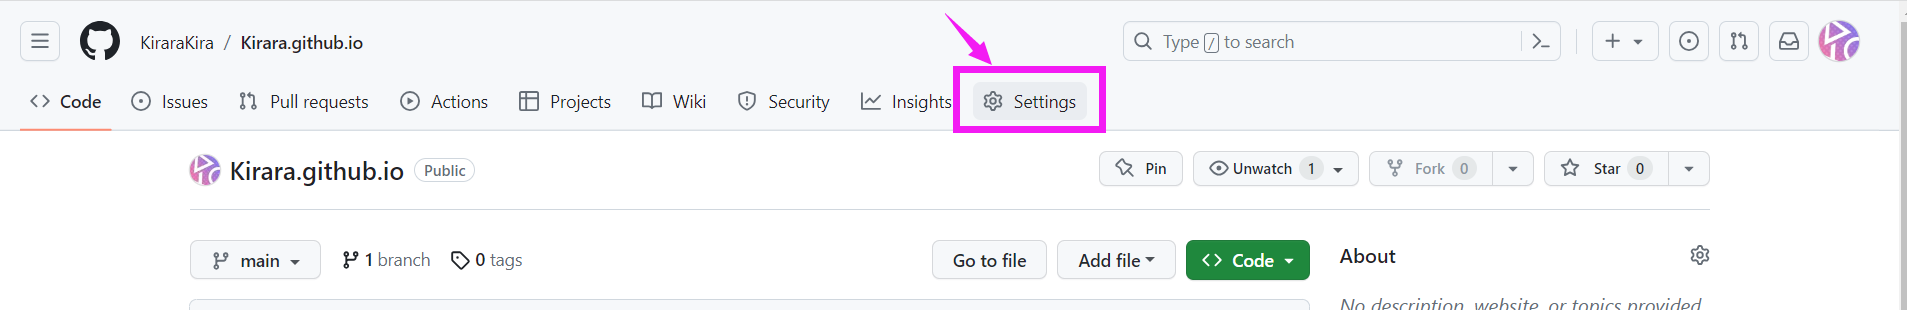 KiraraKira / Kirara.github.io Type / to search
Code Issues Pull requests Actions Projects Wiki Security Insights Settings
Kirara.github.io Public Pin Unwatch 1 Fork 0 Star 0
main 1 branch 0 tags Go to file Add file Code About
No description, website, or topics provided